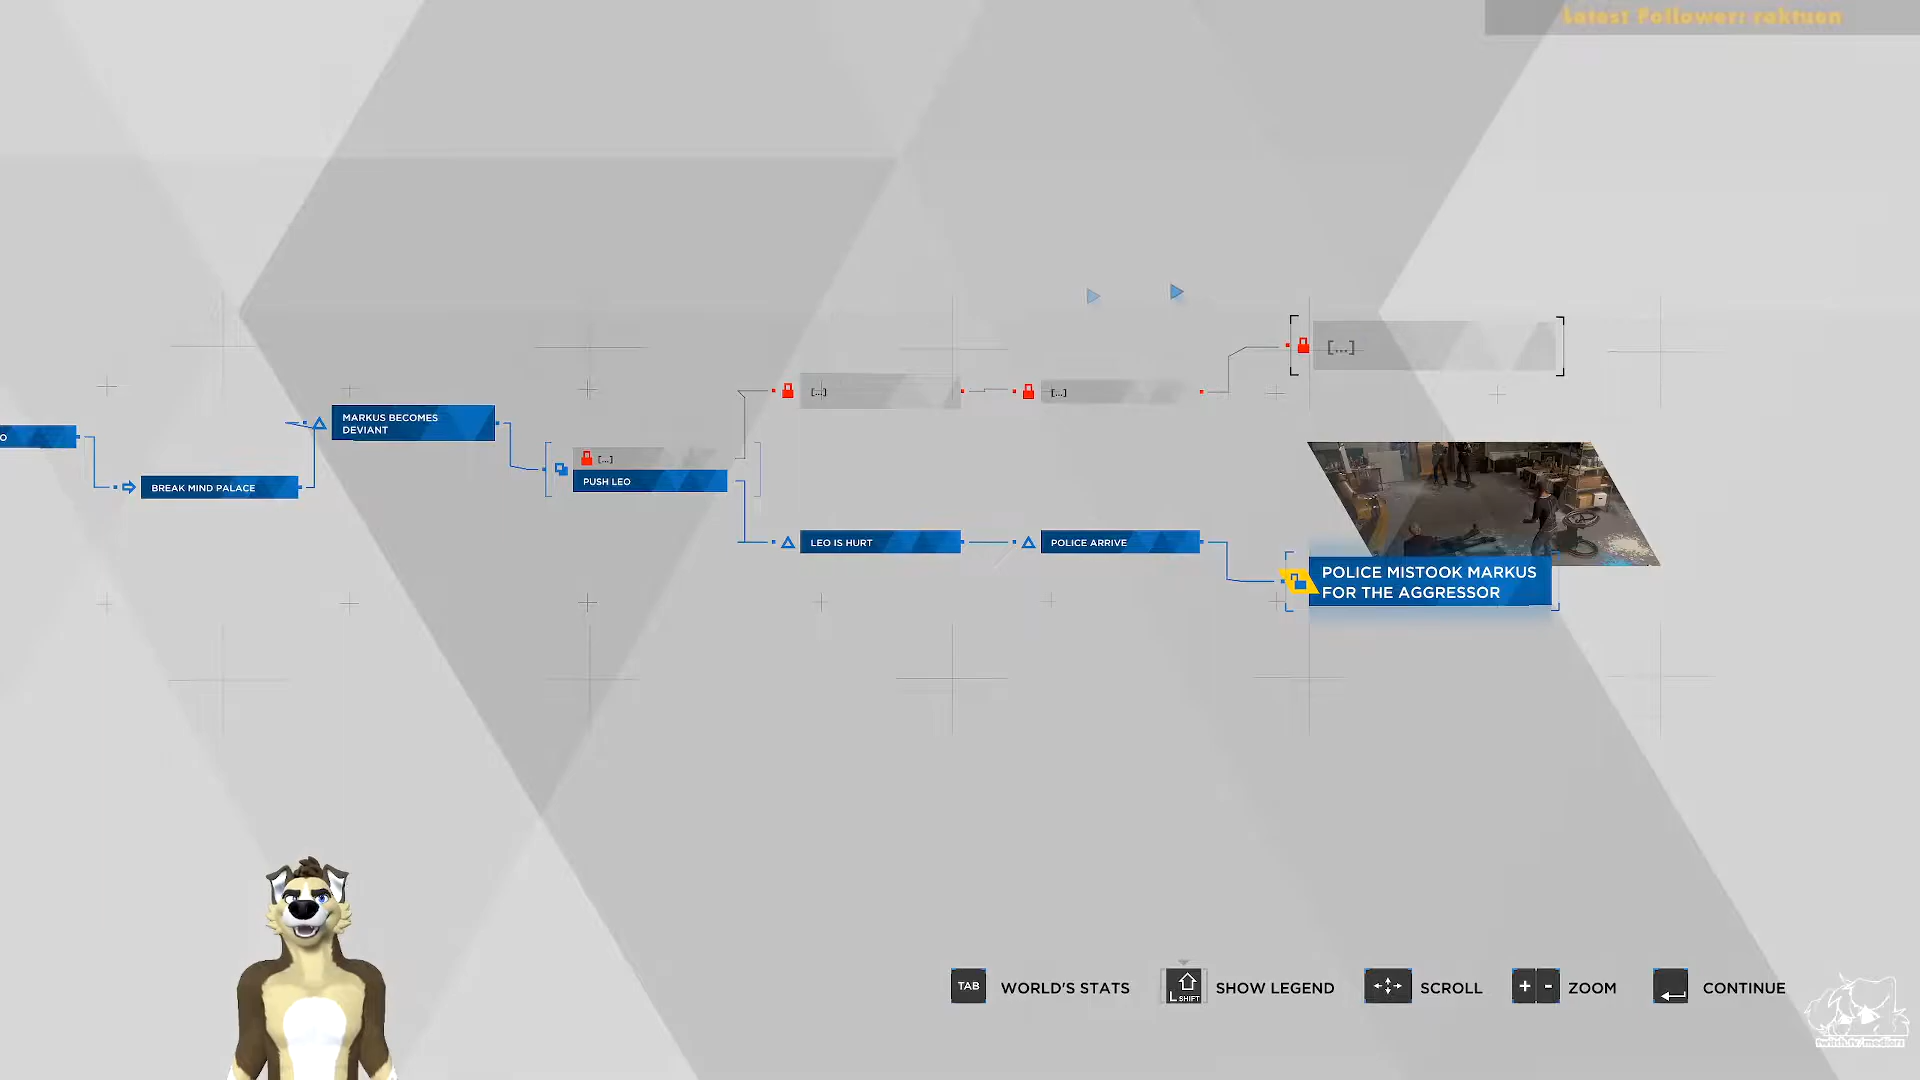 Latest Follower: raktuen
[...]
[...]
[...]
O
MARKUS BECOMES
DEVIANT
[...]
PUSH LEO
BREAK MIND PALACE
LEO IS HURT
POLICE ARRIVE
POLICE MISTOOK MARKUS
FOR THE AGGRESSOR
TAB WORLD'S STATS
L SHIFT SHOW LEGEND
SCROLL
+ - ZOOM
CONTINUE